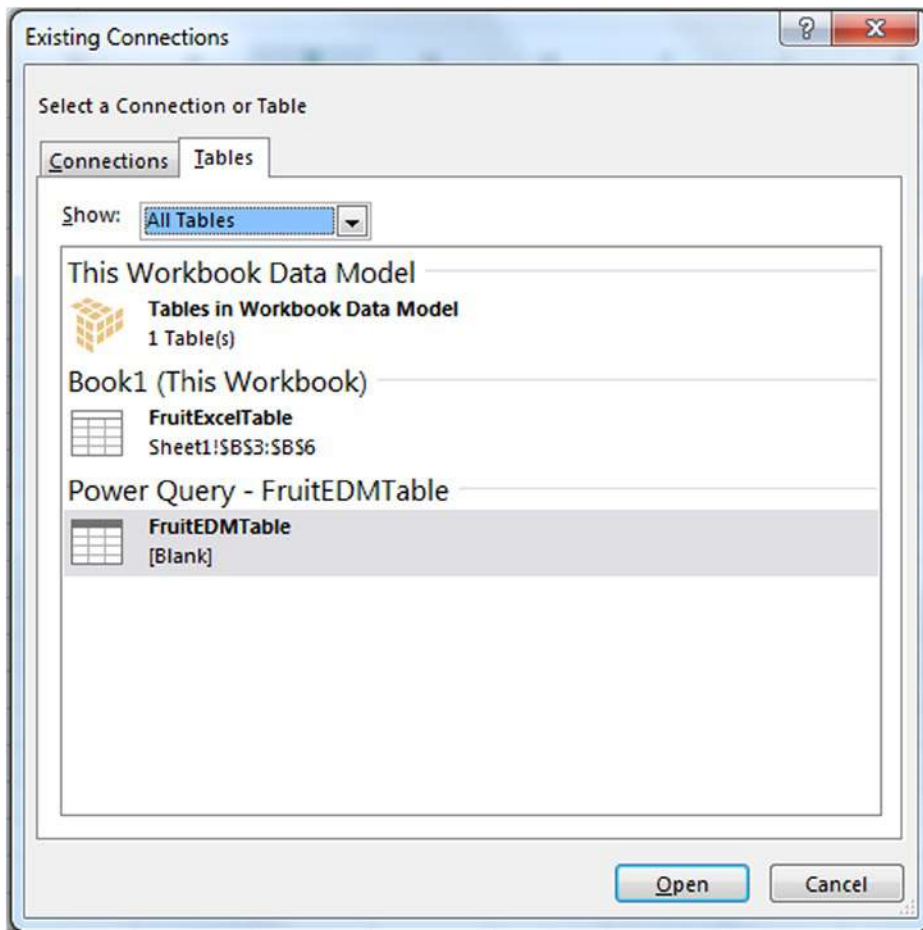 Existing Connections
?
Select a Connection or Table
Connections Tables
Show: All Tables
This Workbook Data Model
Tables in Workbook Data Model
1 Table(s)
Book1 (This Workbook)
FruitExcelTable
Sheet1!$B$3:$B$6
Power Query - FruitEDMTable
FruitEDMTable
[Blank]
Open Cancel